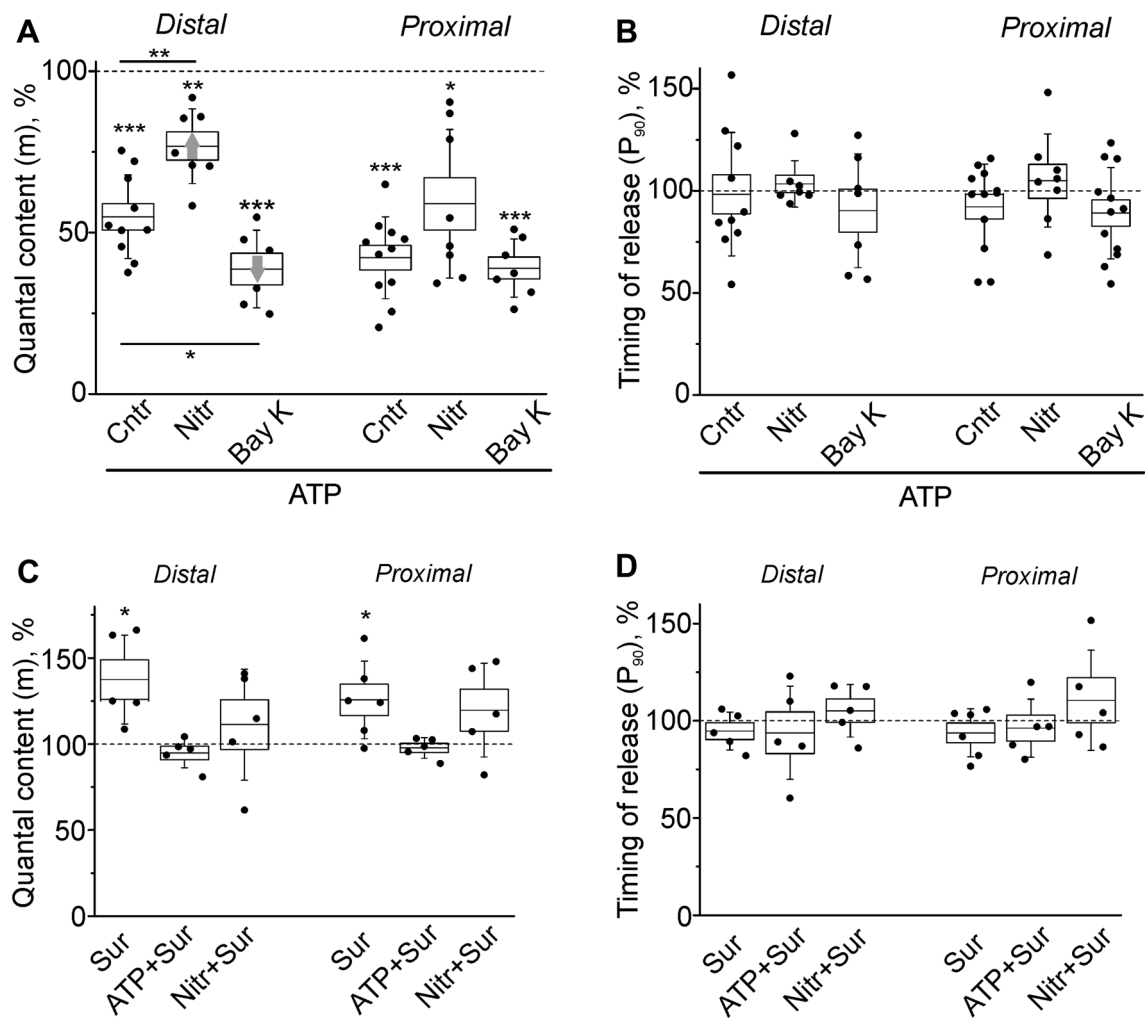 A
Distal
Proximal
Quantal content (m), %
100
50
0
**
***
**
***
*
***
*
***
Cntr
Nitr
Bay K
Cntr
Nitr
Bay K
ATP
B
Distal
Proximal
Timing of release (P90), %
150
100
50
0
Cntr
Nitr
Bay K
Cntr
Nitr
Bay K
ATP
C
Distal
Proximal
Quantal content (m), %
150
100
50
0
*
*
Sur
ATP+Sur
Nitr+Sur
Sur
ATP+Sur
Nitr+Sur
D
Distal
Proximal
Timing of release (P90), %
150
100
50
0
Sur
ATP+Sur
Nitr+Sur
Sur
ATP+Sur
Nitr+Sur